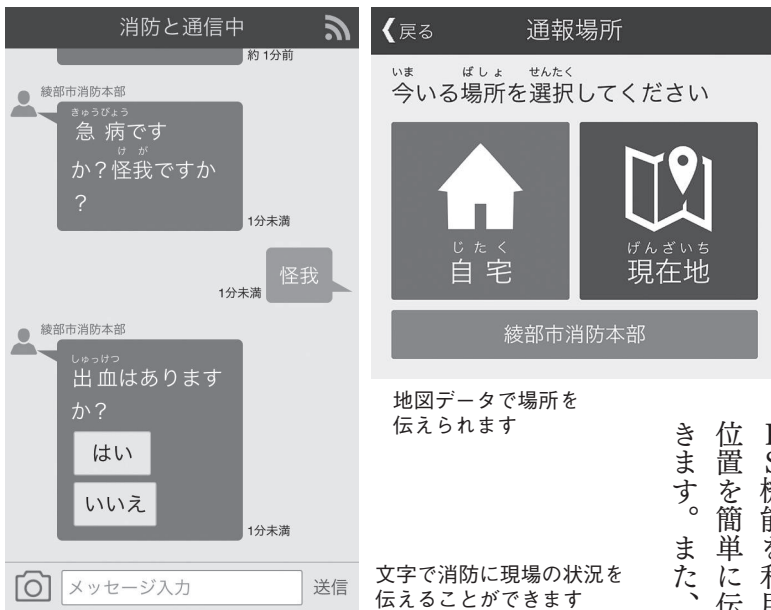 消防と通信中
約 1分前
綾部市消防本部
きゅうびょう
急 病です
け が
か？怪我ですか
？
1分未満
怪我
1分未満
綾部市消防本部
しゅっけつ
出 血はあります
か？
はい
いいえ
1分未満
メッセージ入力
送信
戻る
通報場所
いま ばしょ せんたく
今いる場所を選択してください
じ た く
自 宅
げんざいち
現在地
綾部市消防本部
地図データで場所を
伝えられます
文字で消防に現場の状況を
伝えることができます
位置を簡単に伝
きます。また、